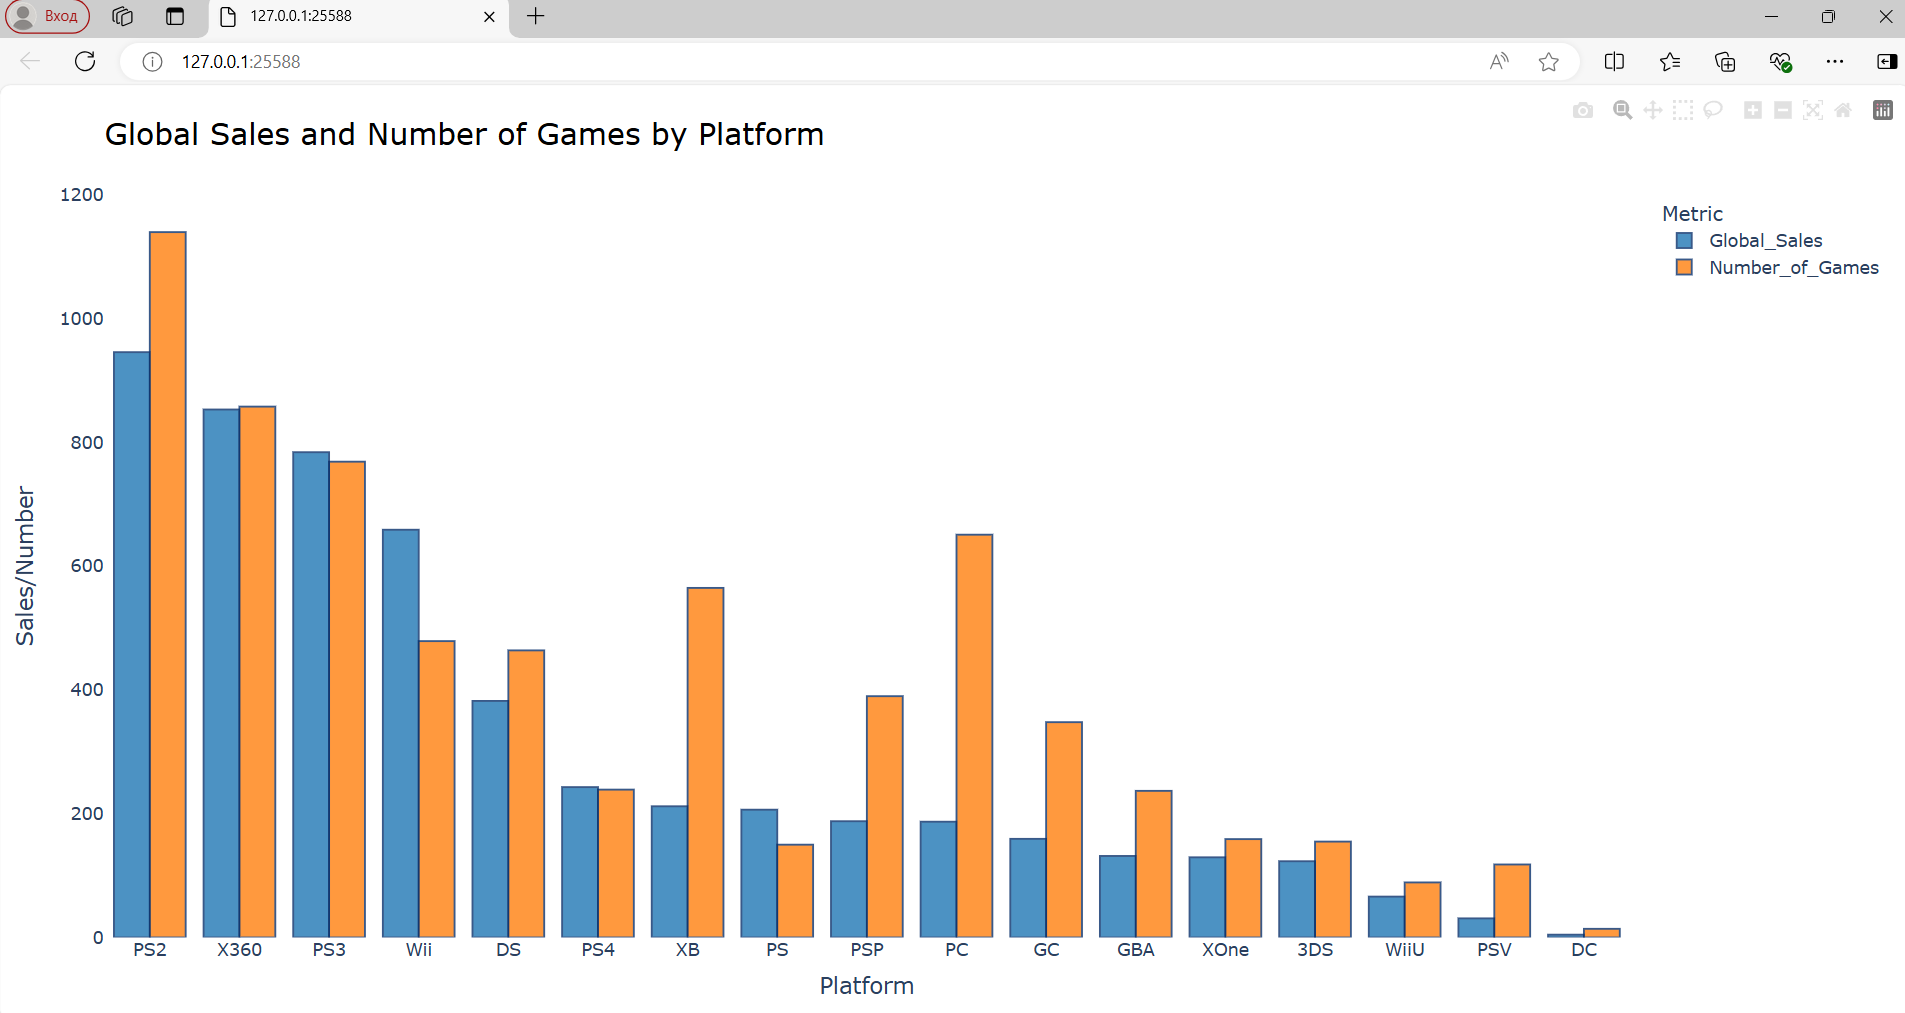 Вход
127.0.0.1:25588
127.0.0.1:25588
Global Sales and Number of Games by Platform
1200
1000
800
600
400
200
0
Sales/Number
Metric
Global_Sales
Number_of_Games
PS2 X360 PS3 Wii DS PS4 XB PS PSP PC GC GBA XOne 3DS WiiU PSV DC
Platform